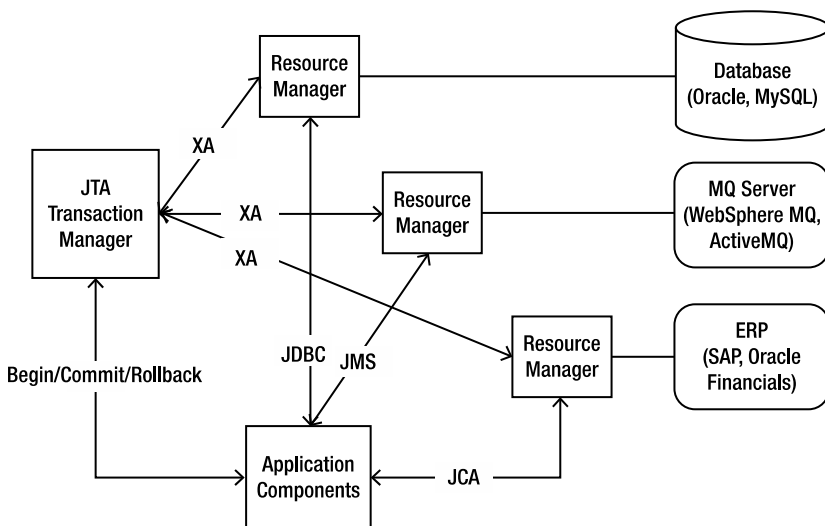 Resource
Manager
Database
(Oracle, MySQL)
XA
JTA
Transaction
Manager
XA
Resource
Manager
MQ Server
(WebSphere MQ,
ActiveMQ)
XA
Resource
Manager
ERP
(SAP, Oracle
Financials)
Begin/Commit/Rollback
JDBC
JMS
Application
Components
JCA